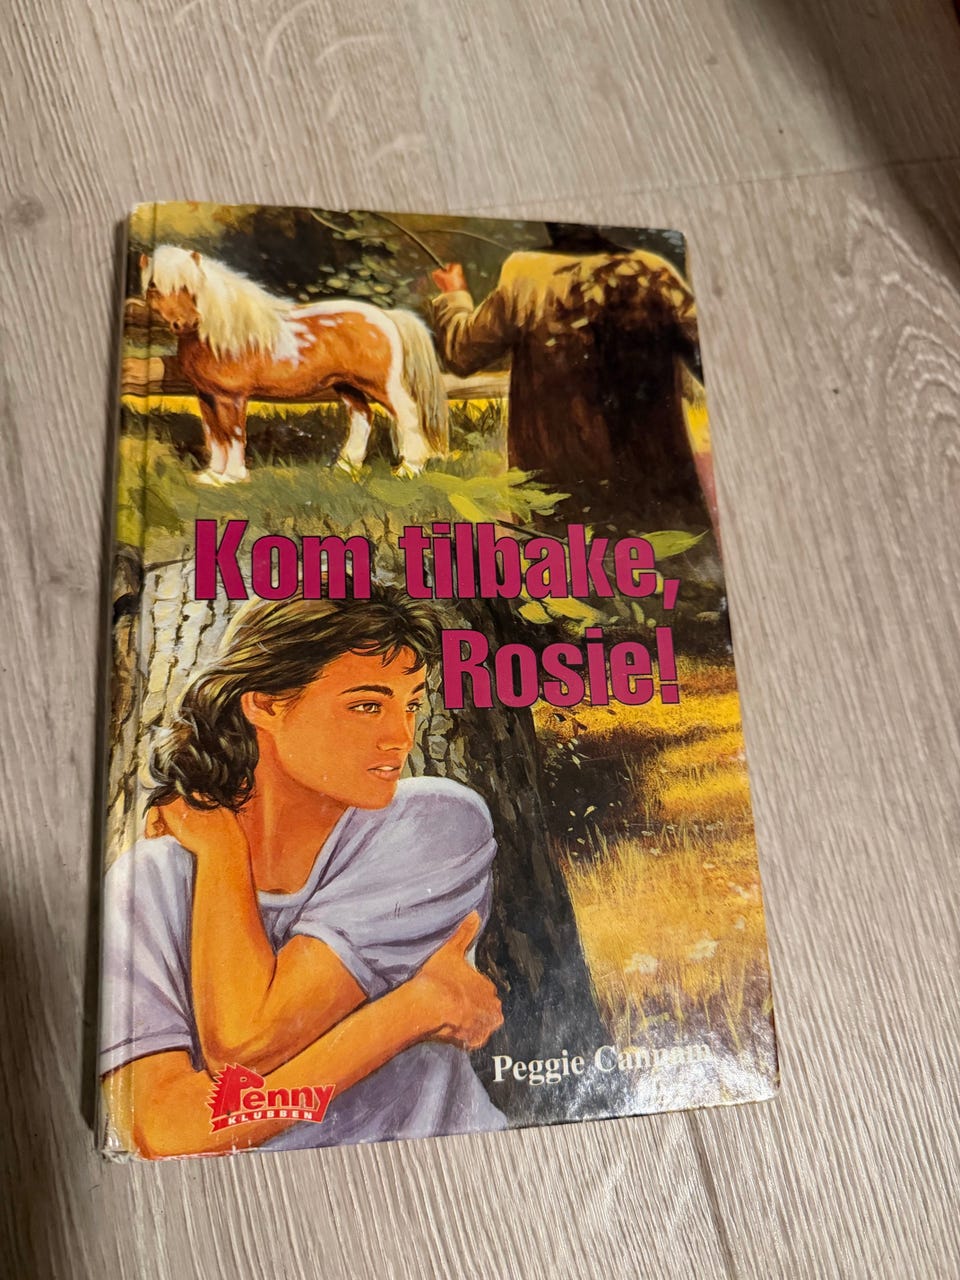 Kom tilbake,
Rosie!
Peggie Cannam
Penny
KLUBBEN